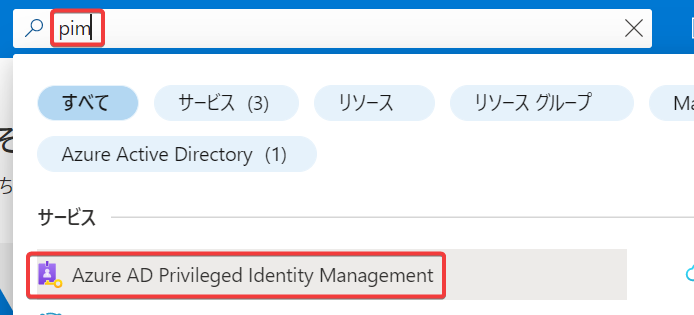 pim
すべて サービス (3) リソース リソース グループ Ma
Azure Active Directory (1)
サービス
Azure AD Privileged Identity Management